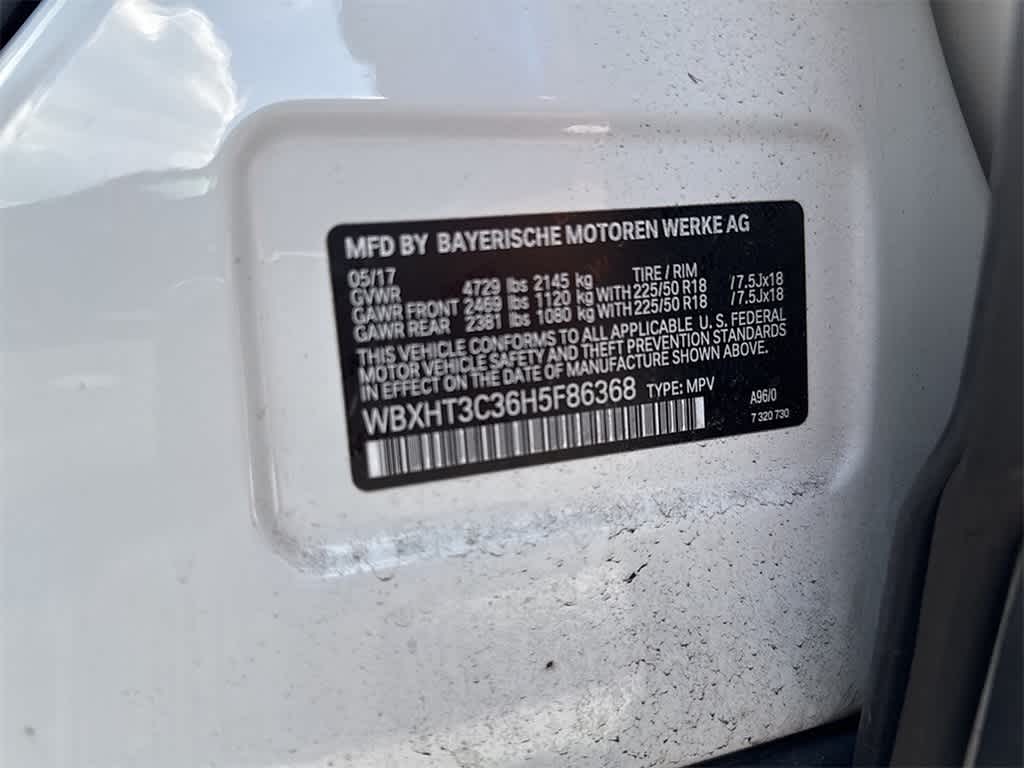 MFD BY BAYERISCHE MOTOREN WERKE AG
05/17 TIRE / RIM
GVWR 4729 lbs 2145 kg
GAWR FRONT 2469 lbs 1120 kg WITH 225/50 R18 /7.5Jx18
GAWR REAR 2381 lbs 1080 kg WITH 225/50 R18 /7.5Jx18
THIS VEHICLE CONFORMS TO ALL APPLICABLE U. S. FEDERAL
MOTOR VEHICLE SAFETY AND THEFT PREVENTION STANDARDS
IN EFFECT ON THE DATE OF MANUFACTURE SHOWN ABOVE.
WBXHT3C36H5F86368 TYPE: MPV
A96/0
7 320 730